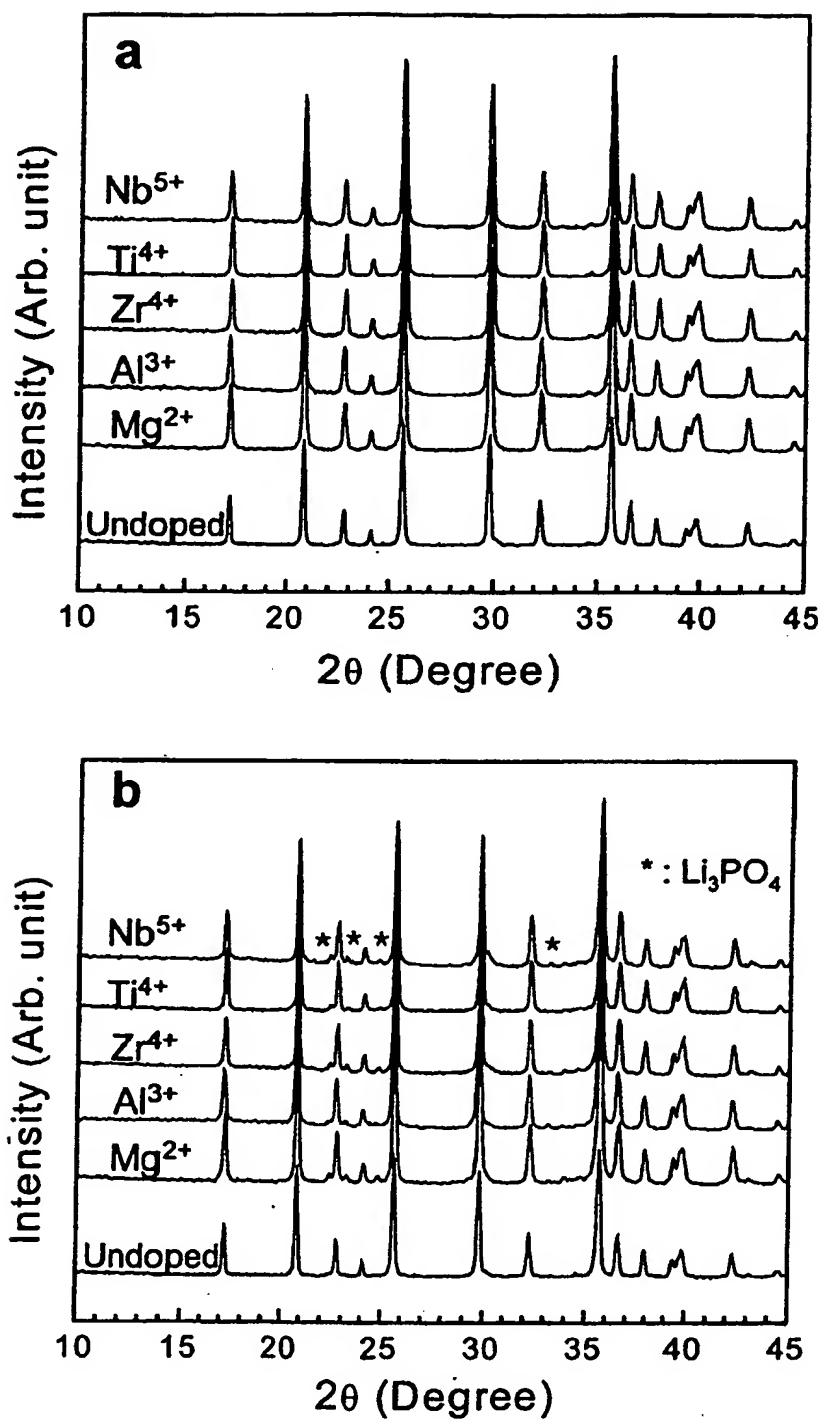 a
Nb5+
Ti4+
Zr4+
Al3+
Mg2+
Undoped
Intensity (Arb. unit)
10 15 20 25 30 35 40 45
2θ (Degree)
b
* : Li3PO4
Nb5+ * * * *
Ti4+
Zr4+
Al3+
Mg2+
Undoped
Intensity (Arb. unit)
10 15 20 25 30 35 40 45
2θ (Degree)